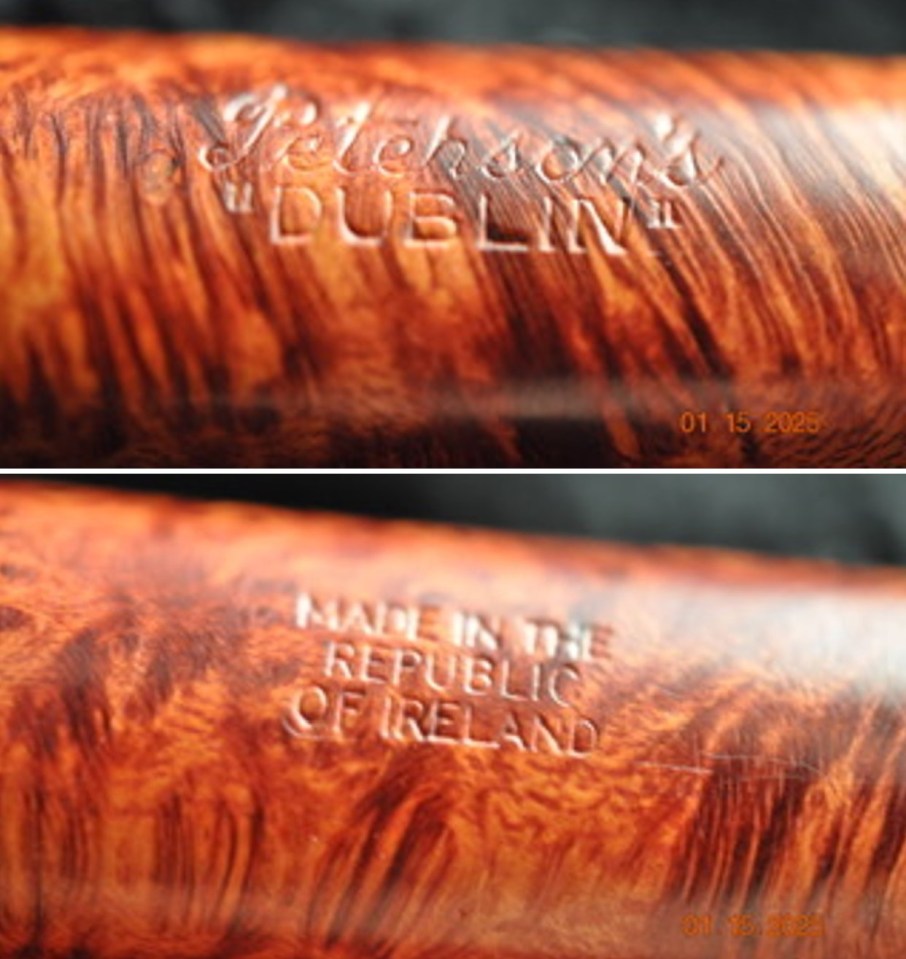 Peterson's
"DUBLIN"
01 15 2025
MADE IN THE
REPUBLIC
OF IRELAND
01 15 2025